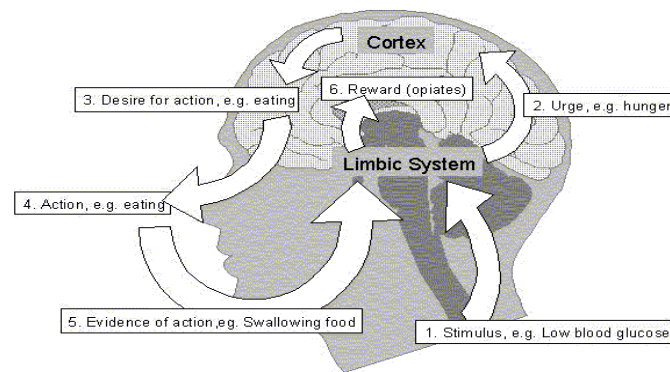 Cortex
3. Desire for action, e.g. eating
6. Reward (opiates)
2. Urge, e.g. hunger
Limbic System
4. Action, e.g. eating
5. Evidence of action,eg. Swallowing food
1. Stimulus, e.g. Low blood glucose